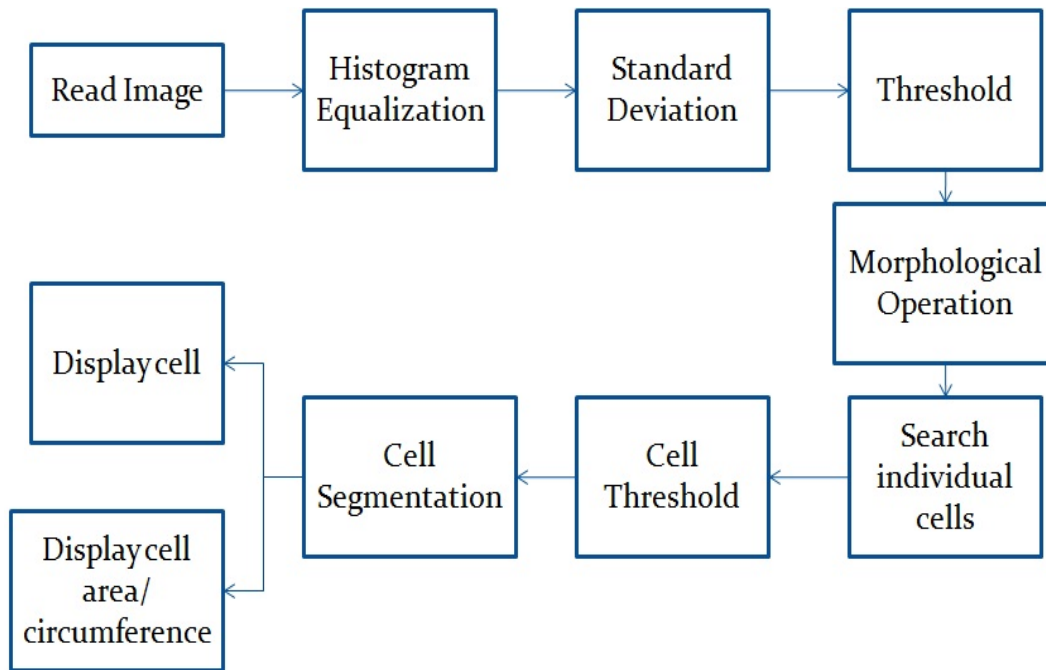 Read Image
Histogram
Equalization
Standard
Deviation
Threshold
Morphological
Operation
Search
individual
cells
Cell
Threshold
Cell
Segmentation
Display cell
Display cell
area/
circumference